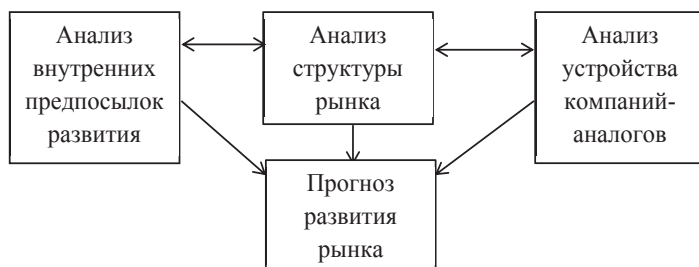 Анализ
внутренних
предпосылок
развития
Анализ
структуры
рынка
Анализ
устройства
компаний-
аналогов
Прогноз
развития
рынка